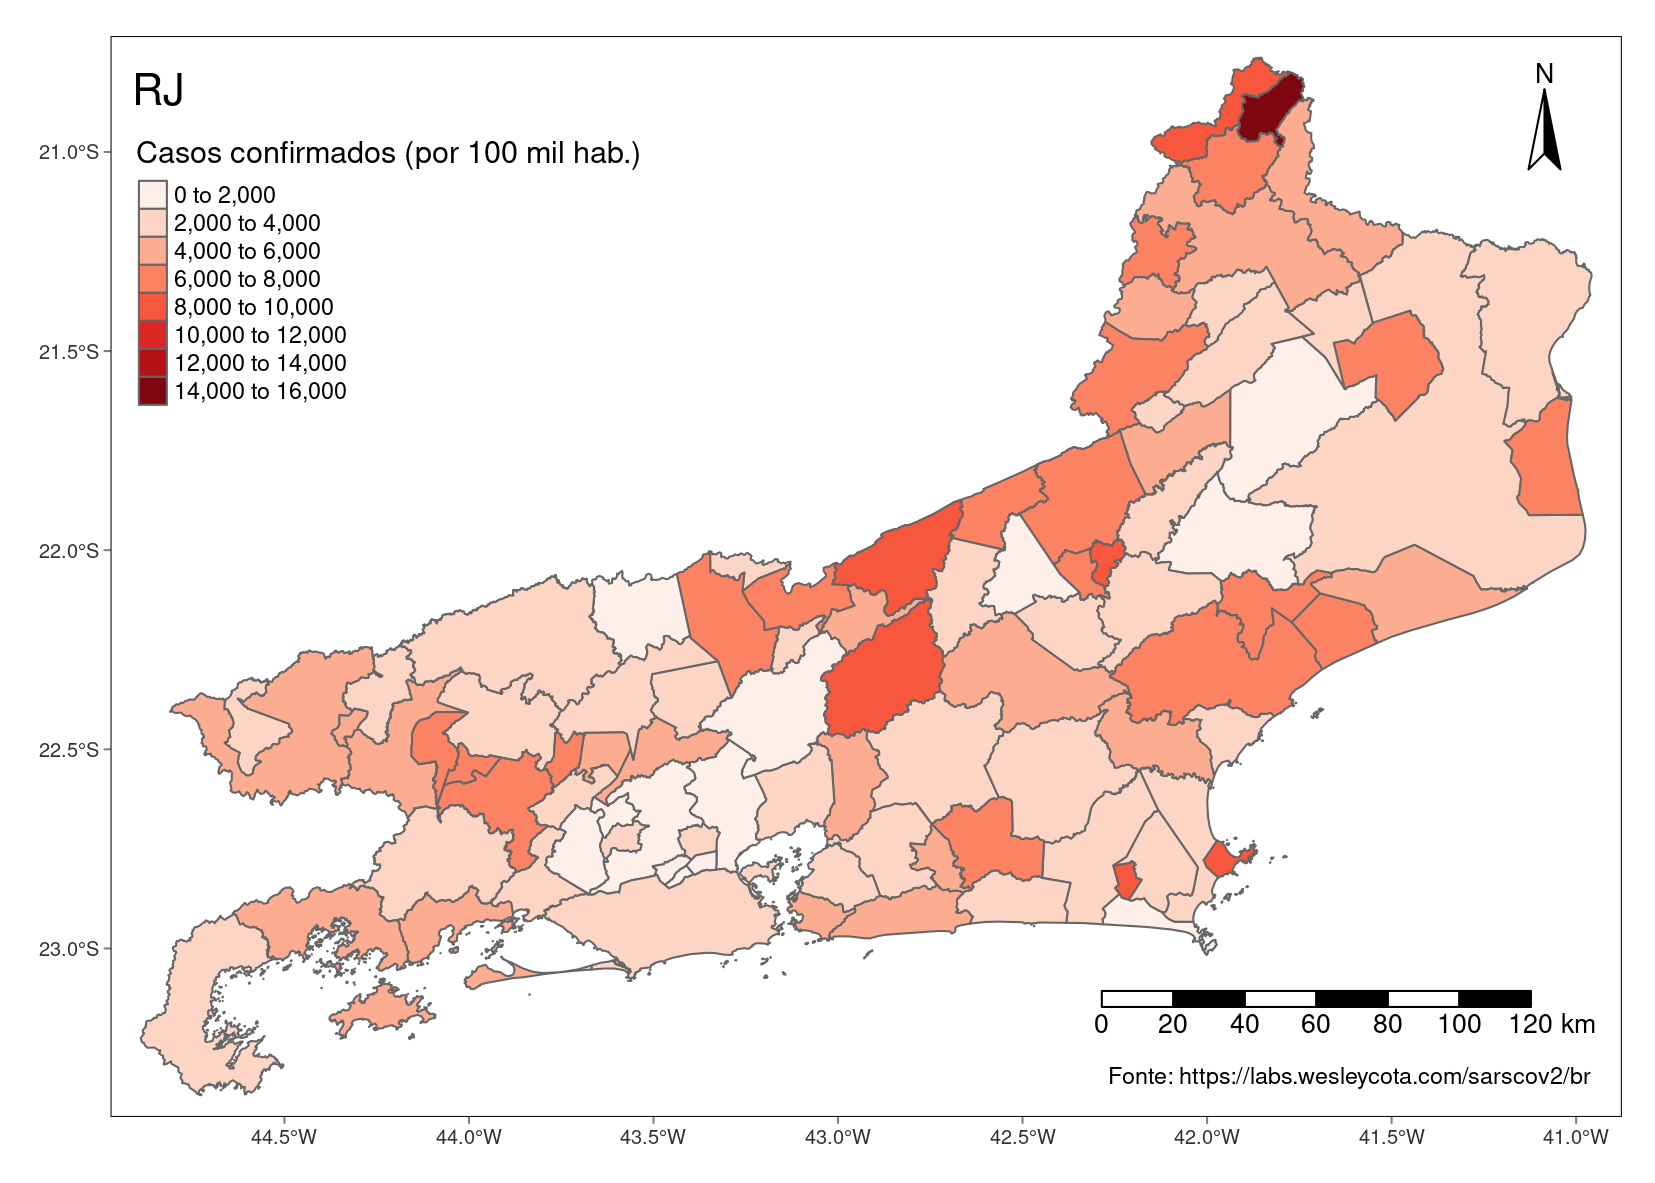 RJ
N
Casos confirmados (por 100 mil hab.)
0 to 2,000
2,000 to 4,000
4,000 to 6,000
6,000 to 8,000
8,000 to 10,000
10,000 to 12,000
12,000 to 14,000
14,000 to 16,000
21.0°S
21.5°S
22.0°S
22.5°S
23.0°S
0 20 40 60 80 100 120 km
Fonte: https://labs.wesleycota.com/sarscov2/br
44.5°W 44.0°W 43.5°W 43.0°W 42.5°W 42.0°W 41.5°W 41.0°W